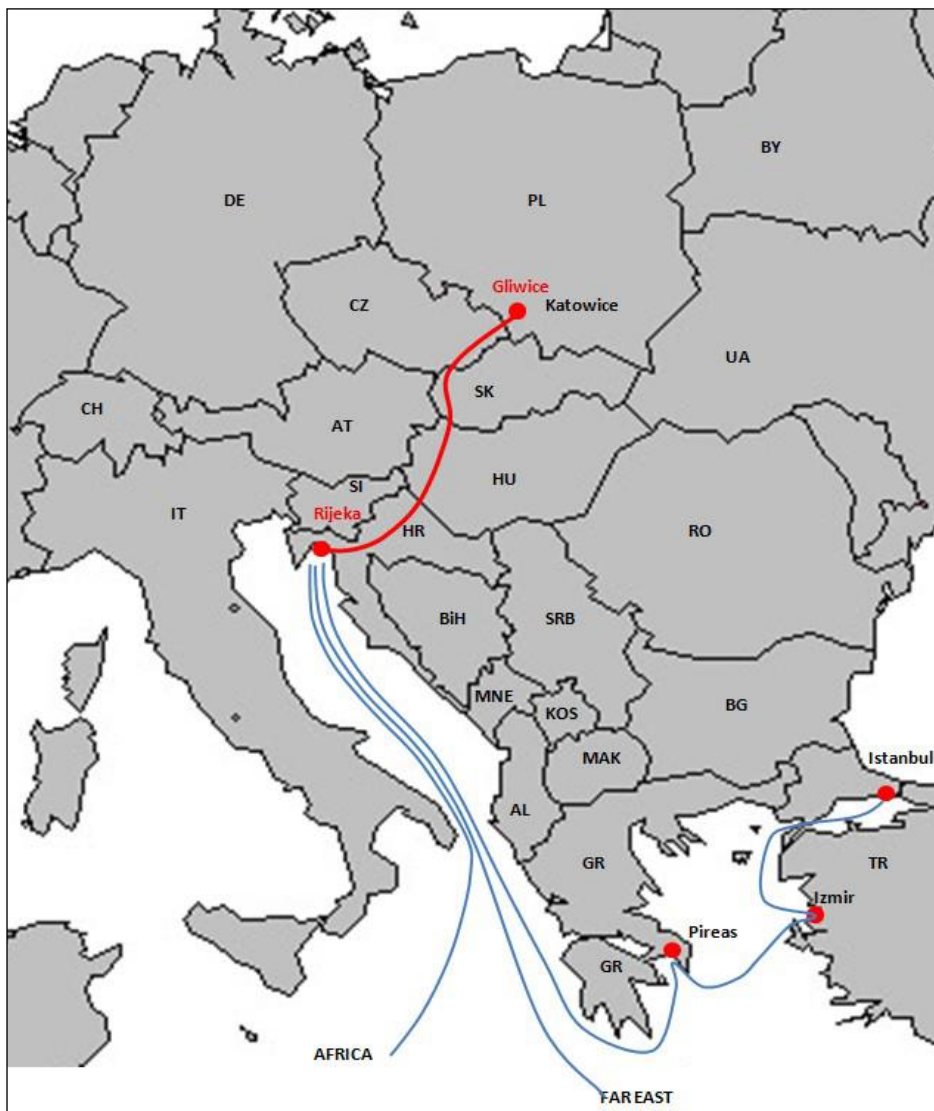 BY
DE
PL
Gliwice
Katowice
CZ
UA
SK
CH
AT
HU
SI
IT
Rijeka
HR
RO
BiH
SRB
MNE
KOS
BG
MAK
Istanbul
AL
GR
TR
Izmir
Pireas
GR
AFRICA
FAR EAST